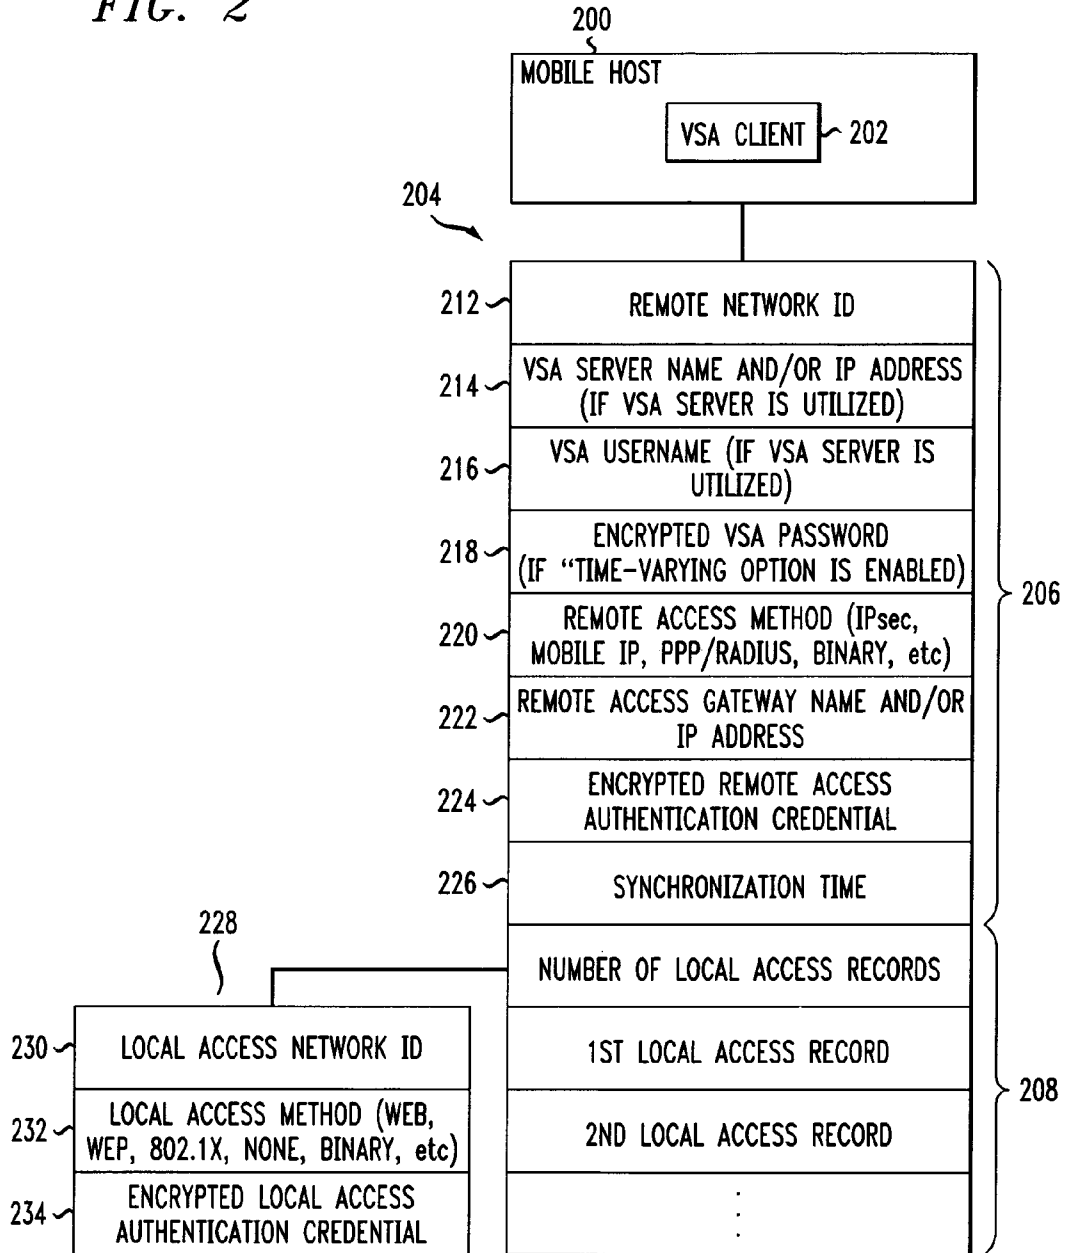 FIG. 2
200
MOBILE HOST
VSA CLIENT
202
204
212
REMOTE NETWORK ID
214
VSA SERVER NAME AND/OR IP ADDRESS
(IF VSA SERVER IS UTILIZED)
216
VSA USERNAME (IF VSA SERVER IS
UTILIZED)
218
ENCRYPTED VSA PASSWORD
(IF “TIME-VARYING OPTION IS ENABLED)
206
220
REMOTE ACCESS METHOD (IPsec,
MOBILE IP, PPP/RADIUS, BINARY, etc)
222
REMOTE ACCESS GATEWAY NAME AND/OR
IP ADDRESS
224
ENCRYPTED REMOTE ACCESS
AUTHENTICATION CREDENTIAL
226
SYNCHRONIZATION TIME
228
NUMBER OF LOCAL ACCESS RECORDS
230
LOCAL ACCESS NETWORK ID
1ST LOCAL ACCESS RECORD
208
232
LOCAL ACCESS METHOD (WEB,
WEP, 802.1X, NONE, BINARY, etc)
2ND LOCAL ACCESS RECORD
234
ENCRYPTED LOCAL ACCESS
AUTHENTICATION CREDENTIAL